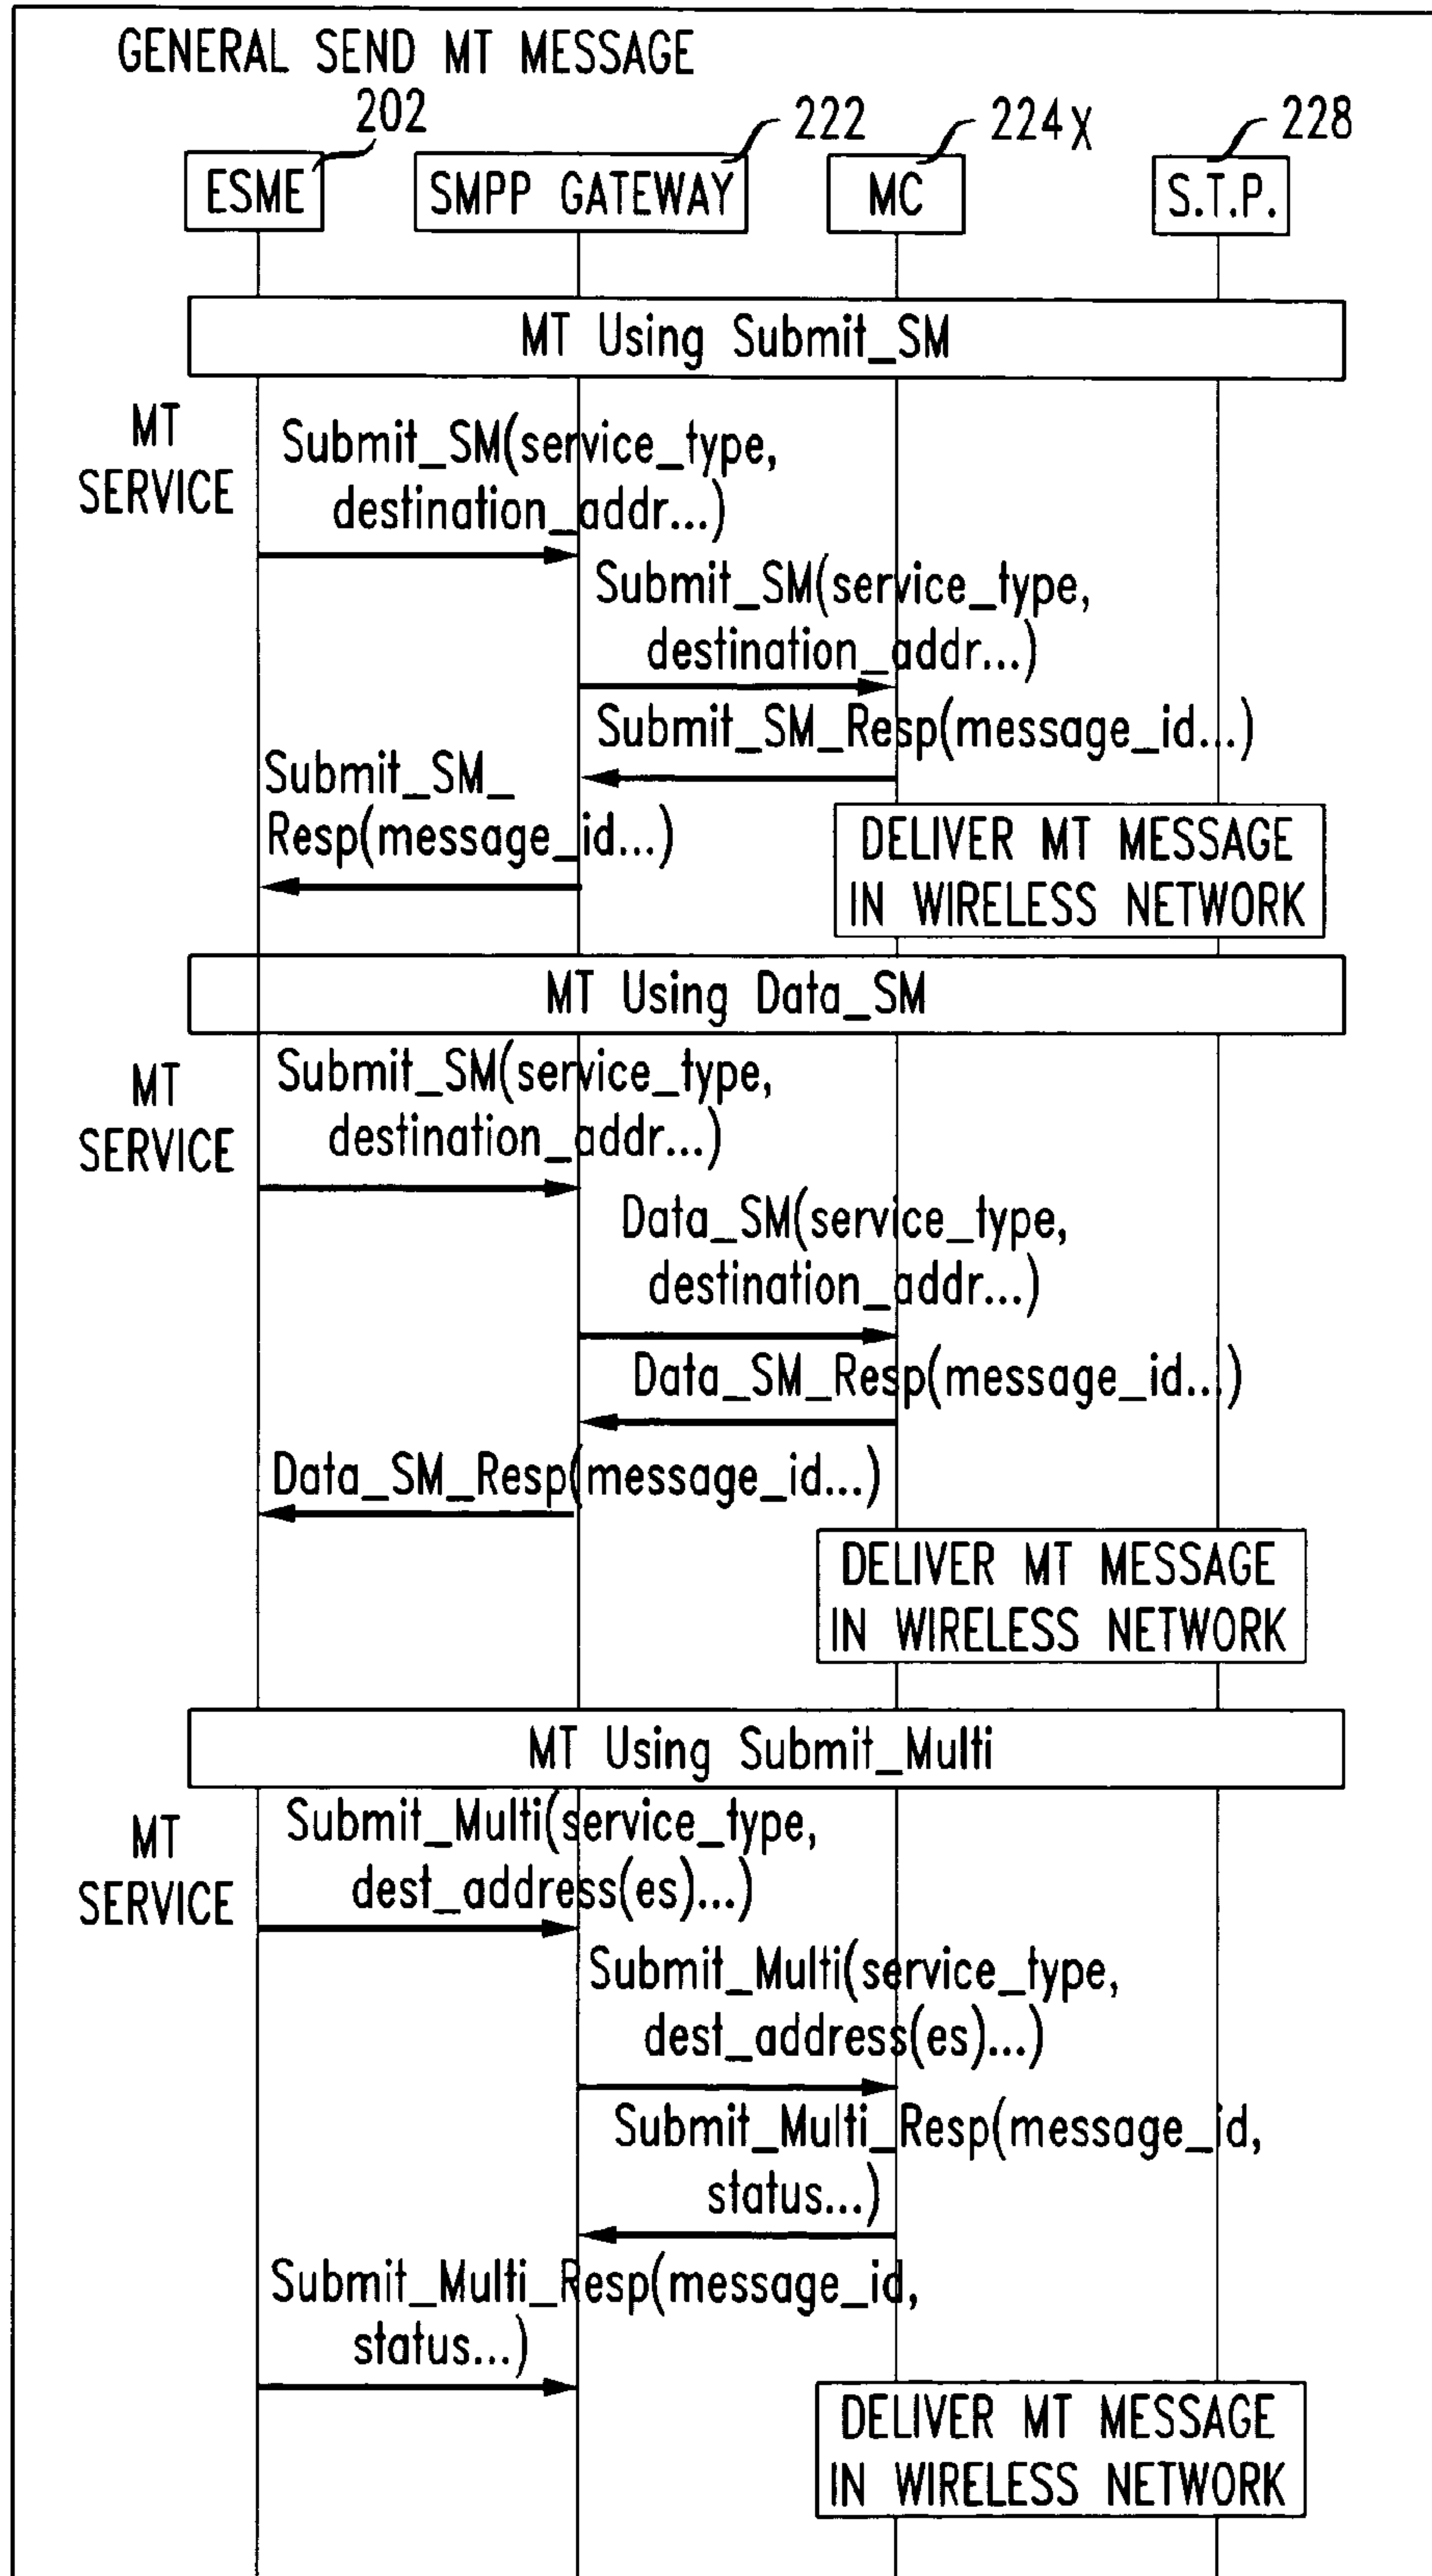 GENERAL SEND MT MESSAGE
202
222
224X
228
ESME
SMPP GATEWAY
MC
S.T.P.
MT Using Submit_SM
MT
SERVICE
Submit_SM(service_type,
destination_addr...)
Submit_SM(service_type,
destination_addr...)
Submit_SM_Resp(message_id...)
Submit_SM_
Resp(message_id...)
DELIVER MT MESSAGE
IN WIRELESS NETWORK
MT Using Data_SM
MT
SERVICE
Submit_SM(service_type,
destination_addr...)
Data_SM(service_type,
destination_addr...)
Data_SM_Resp(message_id...)
Data_SM_Resp(message_id...)
DELIVER MT MESSAGE
IN WIRELESS NETWORK
MT Using Submit_Multi
MT
SERVICE
Submit_Multi(service_type,
dest_address(es)...)
Submit_Multi(service_type,
dest_address(es)...)
Submit_Multi_Resp(message_id,
status...)
Submit_Multi_Resp(message_id,
status...)
DELIVER MT MESSAGE
IN WIRELESS NETWORK